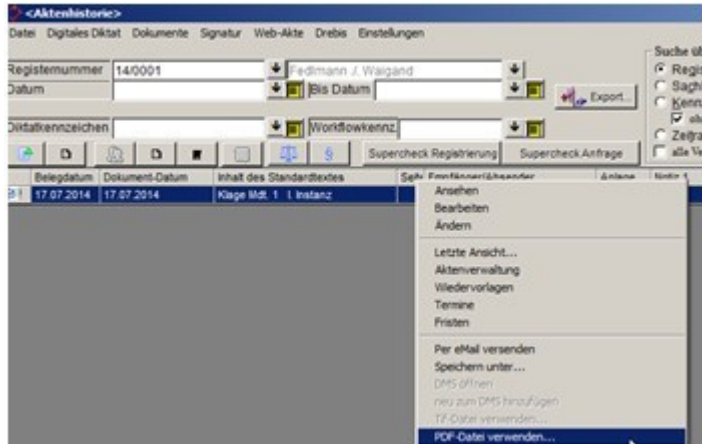 <Aktenhistorie>
Datei Digitales Diktat Dokumente Signatur Web-Akte Drebis Einstellungen
Suche üb
Registernummer 14/0001 Fedlmann ./. Waigand
Regis
Datum Bis Datum
Export...
Sachl
Kennz
oh
Diktatkennzeichen Workflowkennz.
Zeitra
Supercheck Registrierung Supercheck Anfrage
alle Ve
Belegdatum Dokument-Datum Inhalt des Standardtextes Seite Empfänger/Absender Anlage Notiz 1
17.07.2014 17.07.2014 Klage Mdt. 1 I. Instanz
Ansehen
Bearbeiten
Ändern
Letzte Ansicht...
Aktenverwaltung
Wiedervorlagen
Termine
Fristen
Per eMail versenden
Speichern unter...
DMS öffnen
neu zum DMS hinzufügen
Tif-Datei verwenden...
PDF-Datei verwenden...